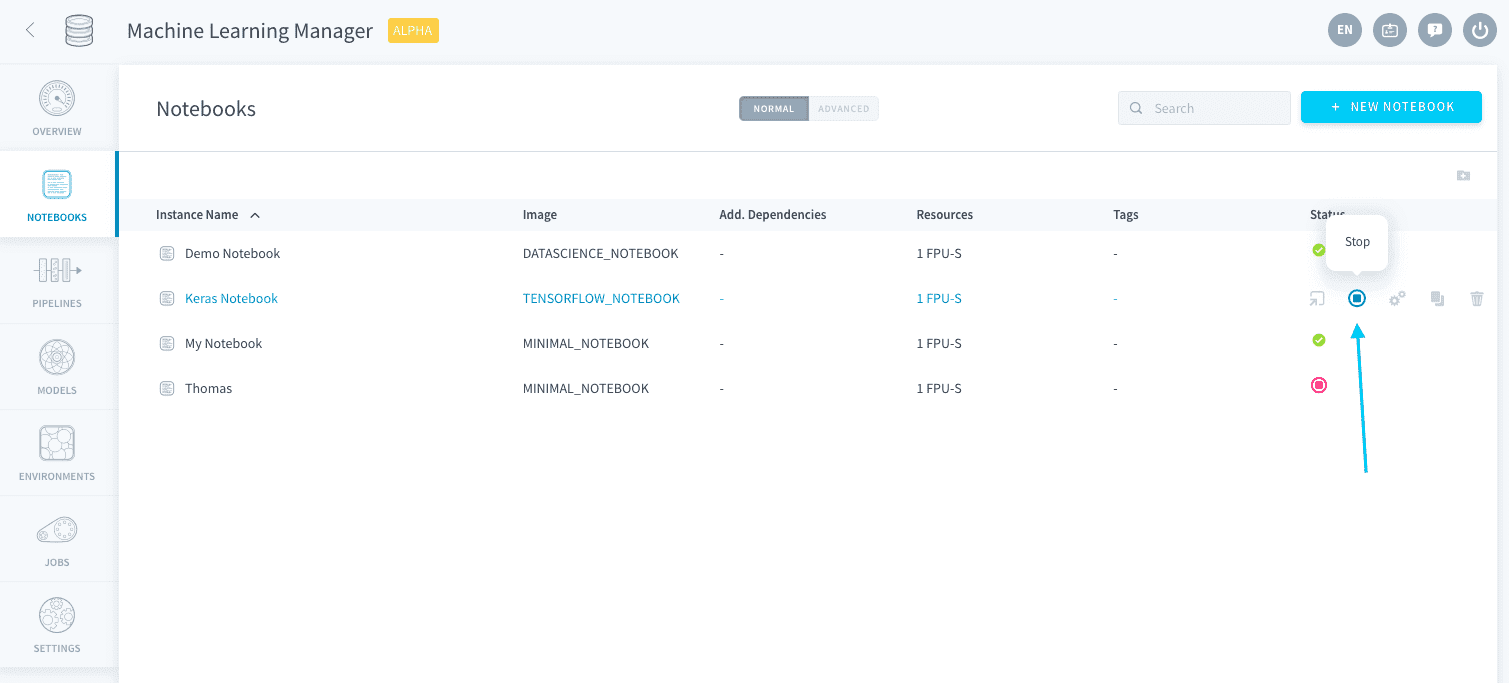 Machine Learning Manager ALPHA
EN
OVERVIEW
NOTEBOOKS
PIPELINES
MODELS
ENVIRONMENTS
JOBS
SETTINGS
Notebooks
NORMAL ADVANCED
Search
+ NEW NOTEBOOK
Instance Name Image Add. Dependencies Resources Tags Status
Stop
Demo Notebook DATASCIENCE_NOTEBOOK - 1 FPU-S -
Keras Notebook TENSORFLOW_NOTEBOOK - 1 FPU-S -
My Notebook MINIMAL_NOTEBOOK - 1 FPU-S -
Thomas MINIMAL_NOTEBOOK - 1 FPU-S -